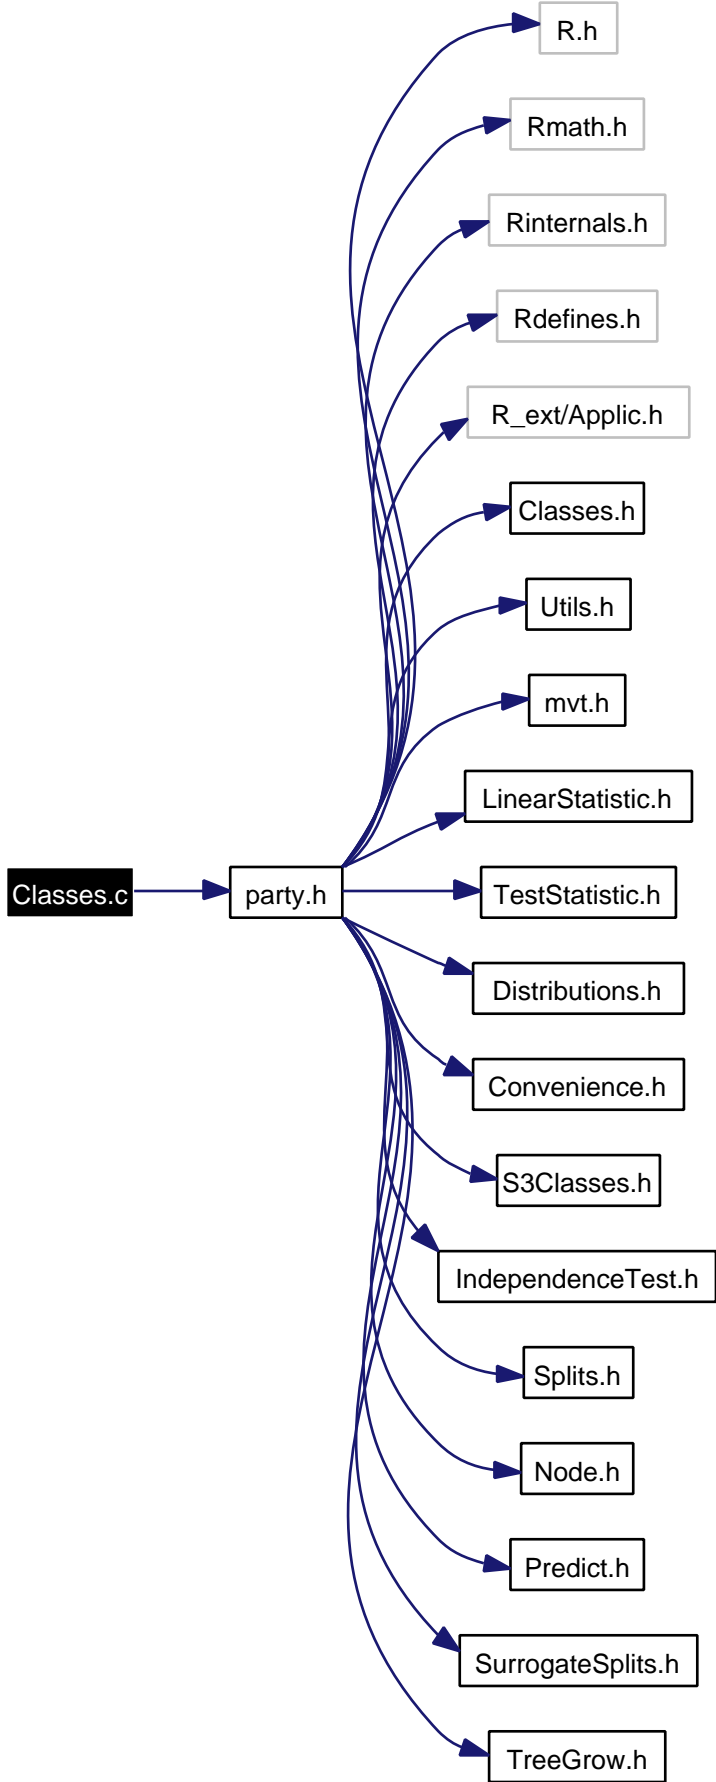 R.h
Rmath.h
Rinternals.h
Rdefines.h
R_ext/Applic.h
Classes.h
Utils.h
mvt.h
LinearStatistic.h
Classes.c
party.h
TestStatistic.h
Distributions.h
Convenience.h
S3Classes.h
IndependenceTest.h
Splits.h
Node.h
Predict.h
SurrogateSplits.h
TreeGrow.h